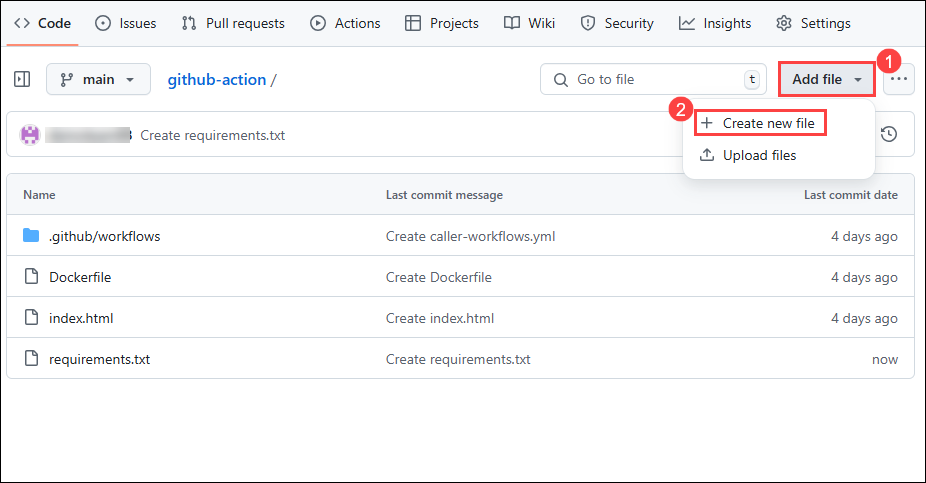 Code Issues Pull requests Actions Projects Wiki Security Insights Settings
main github-action / Go to file t Add file 1
2 Create new file
Create requirements.txt
Upload files
Name Last commit message Last commit date
.github/workflows Create caller-workflows.yml 4 days ago
Dockerfile Create Dockerfile 4 days ago
index.html Create index.html 4 days ago
requirements.txt Create requirements.txt now